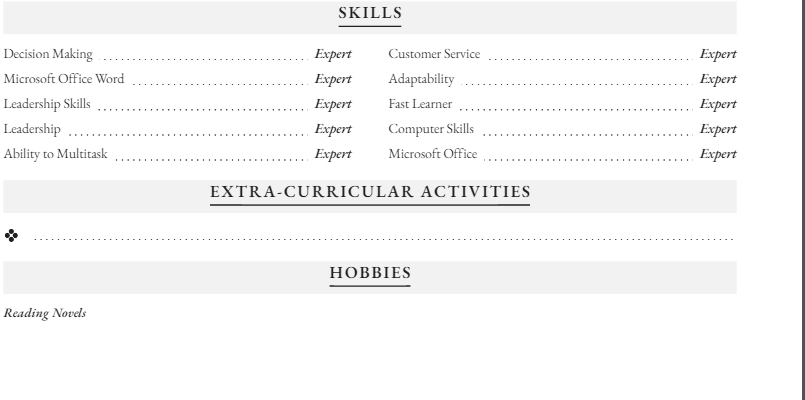 SKILLS
Decision Making Expert Customer Service Expert
Microsoft Office Word Expert Adaptability Expert
Leadership Skills Expert Fast Learner Expert
Leadership Expert Computer Skills Expert
Ability to Multitask Expert Microsoft Office Expert
EXTRA-CURRICULAR ACTIVITIES
HOBBIES
Reading Novels